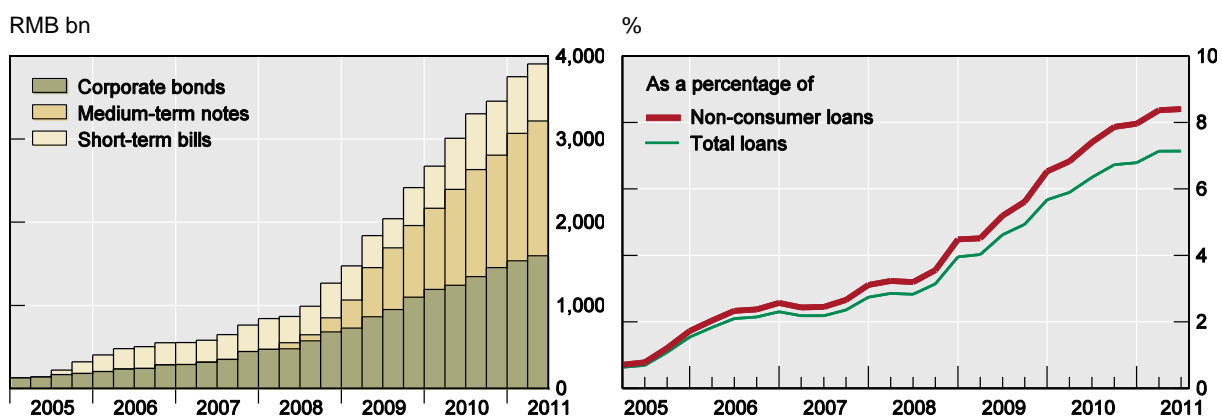 RMB bn
Corporate bonds
Medium-term notes
Short-term bills
4,000
3,000
2,000
1,000
0
2005 2006 2007 2008 2009 2010 2011
%
As a percentage of
Non-consumer loans
Total loans
10
8
6
4
2
0
2005 2006 2007 2008 2009 2010 2011